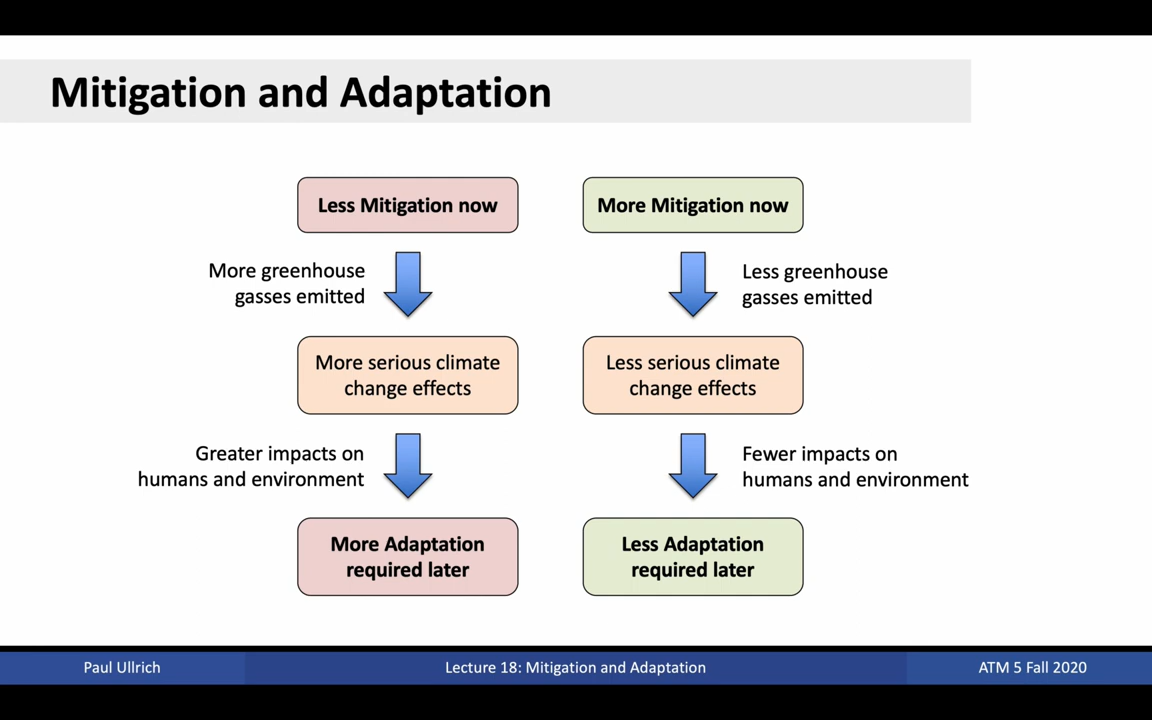 Mitigation and Adaptation
Less Mitigation now
More greenhouse
gasses emitted
More serious climate
change effects
Greater impacts on
humans and environment
More Adaptation
required later
More Mitigation now
Less greenhouse
gasses emitted
Less serious climate
change effects
Fewer impacts on
humans and environment
Less Adaptation
required later
Paul Ullrich
Lecture 18: Mitigation and Adaptation
ATM 5 Fall 2020